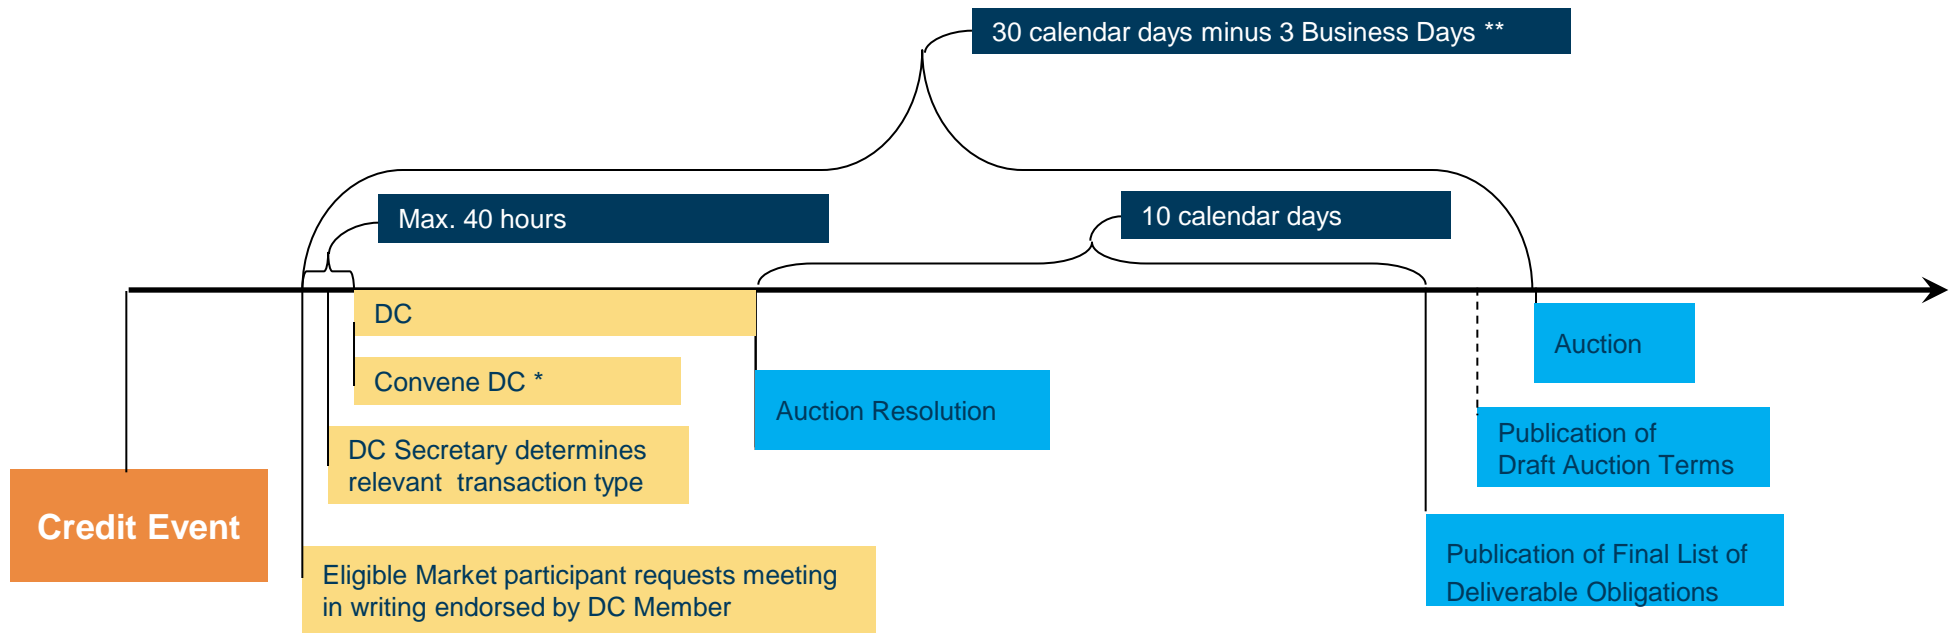 30 calendar days minus 3 Business Days **
Max. 40 hours
10 calendar days
DC
Auction
Convene DC *
Auction Resolution
Publication of
Draft Auction Terms
DC Secretary determines
relevant transaction type
Credit Event
Publication of Final List of
Deliverable Obligations
Eligible Market participant requests meeting
in writing endorsed by DC Member